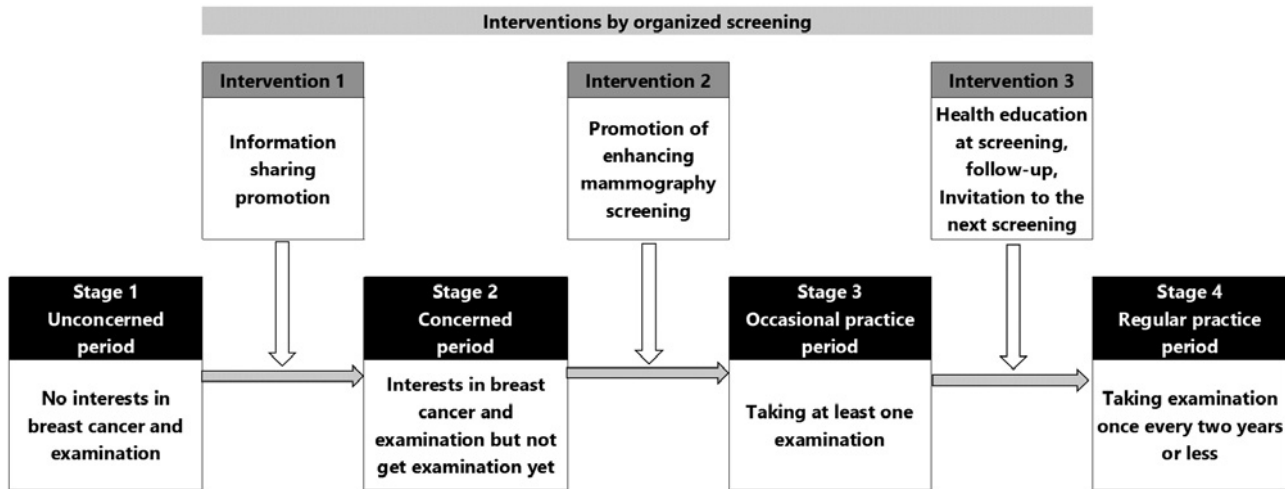 Interventions by organized screening
Intervention 1
Information
sharing
promotion
Intervention 2
Promotion of
enhancing
mammography
screening
Intervention 3
Health education
at screening,
follow-up,
Invitation to the
next screening
Stage 1
Unconcerned
period
No interests in
breast cancer and
examination
Stage 2
Concerned
period
Interests in breast
cancer and
examination but not
get examination yet
Stage 3
Occasional practice
period
Taking at least one
examination
Stage 4
Regular practice
period
Taking examination
once every two years
or less